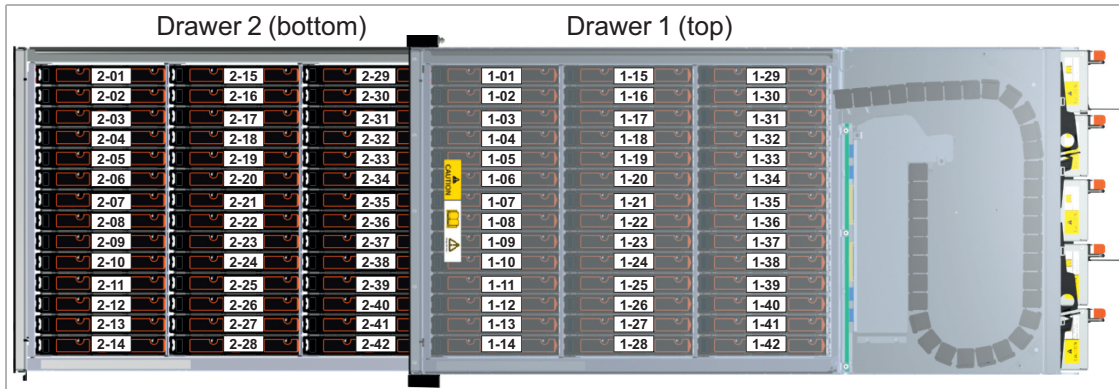 Drawer 2 (bottom) Drawer 1 (top)
2-01 2-15 2-29 1-01 1-15 1-29
2-02 2-16 2-30 1-02 1-16 1-30
2-03 2-17 2-31 1-03 1-17 1-31
2-04 2-18 2-32 1-04 1-18 1-32
2-05 2-19 2-33 1-05 1-19 1-33
2-06 2-20 2-34 1-06 1-20 1-34
2-07 2-21 2-35 1-07 1-21 1-35
2-08 2-22 2-36 1-08 1-22 1-36
2-09 2-23 2-37 1-09 1-23 1-37
2-10 2-24 2-38 1-10 1-24 1-38
2-11 2-25 2-39 1-11 1-25 1-39
2-12 2-26 2-40 1-12 1-26 1-40
2-13 2-27 2-41 1-13 1-27 1-41
2-14 2-28 2-42 1-14 1-28 1-42
CAUTION